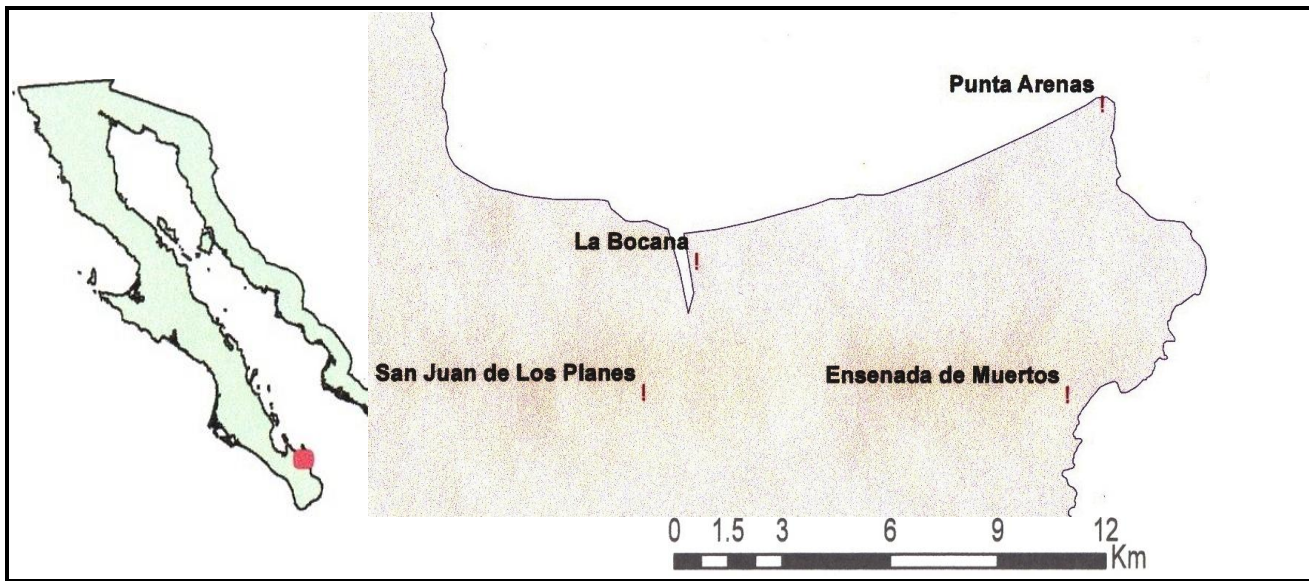 Punta Arenas
!
La Bocana
!
San Juan de Los Planes
!
Ensenada de Muertos
!
0 1.5 3 6 9 12
Km